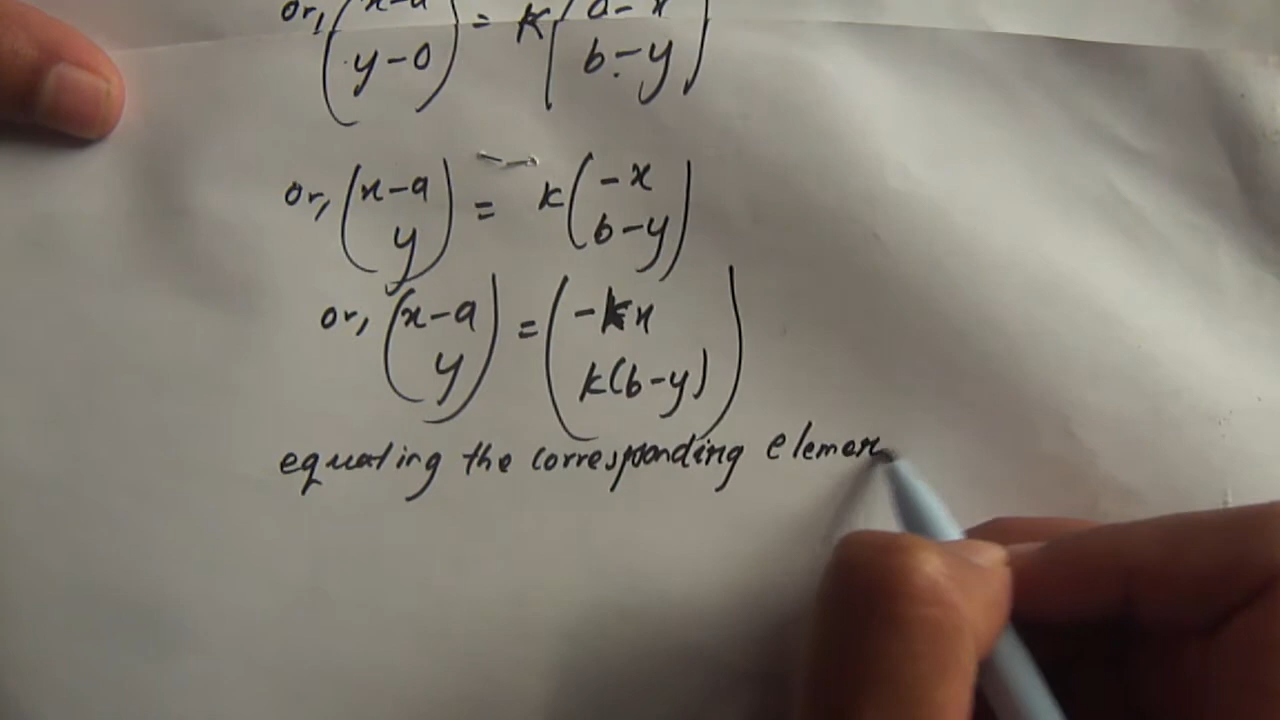 or, (x-a) = k(0-x)
(y-0) (b-y)
or, (x-a) = k(-x)
(y) (b-y)
or, (x-a) = (-kx)
(y) (k(b-y))
equating the corresponding elemen